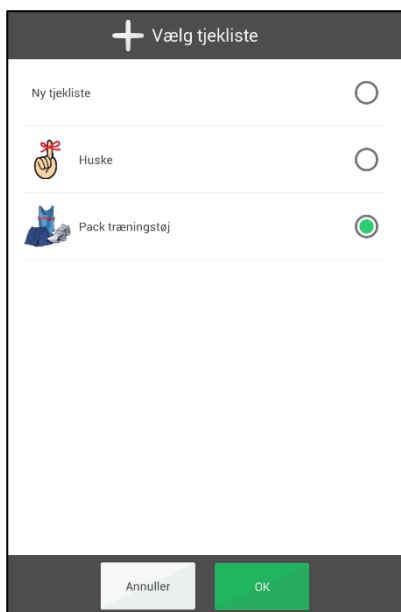 Vælg tjekliste
Ny tjekliste
Huske
Pack træningstøj
Annuller
OK